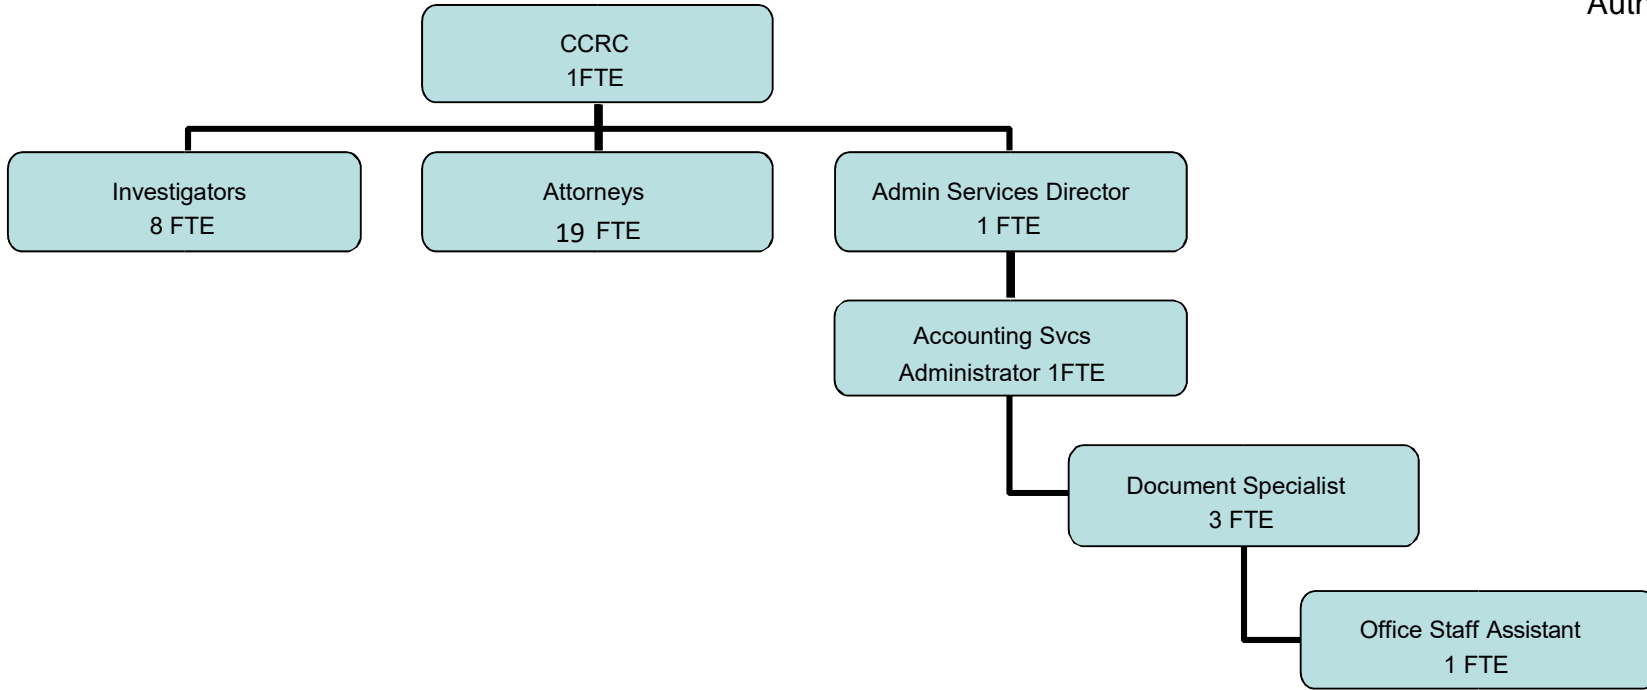 Auth
CCRC
1FTE
Investigators
8 FTE
Attorneys
19 FTE
Admin Services Director
1 FTE
Accounting Svcs
Administrator 1FTE
Document Specialist
3 FTE
Office Staff Assistant
1 FTE